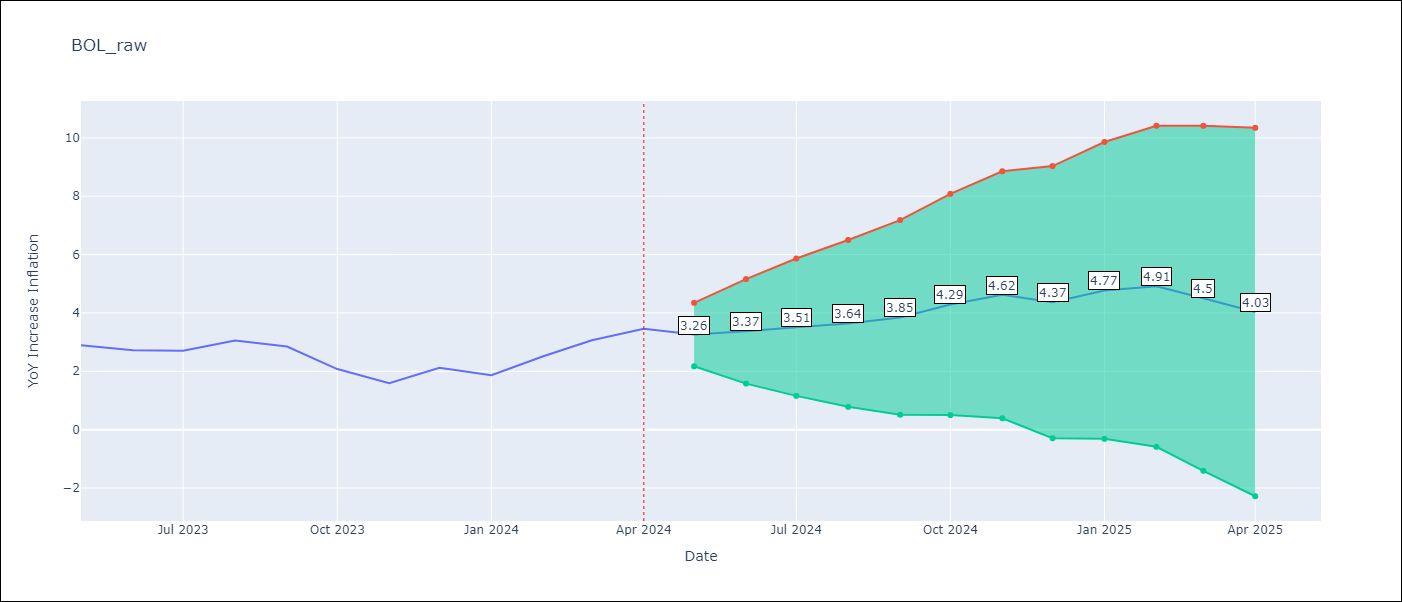 BOL_raw
YoY Increase Inflation
10
8
6
4
2
0
−2
3.26
3.37
3.51
3.64
3.85
4.29
4.62
4.37
4.77
4.91
4.5
4.03
Jul 2023
Oct 2023
Jan 2024
Apr 2024
Jul 2024
Oct 2024
Jan 2025
Apr 2025
Date